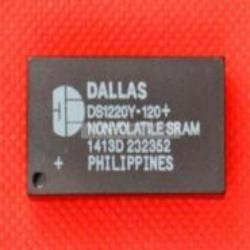 DALLAS
DS1220Y-120+
NONVOLATILE SRAM
1413D 232352
+ PHILIPPINES